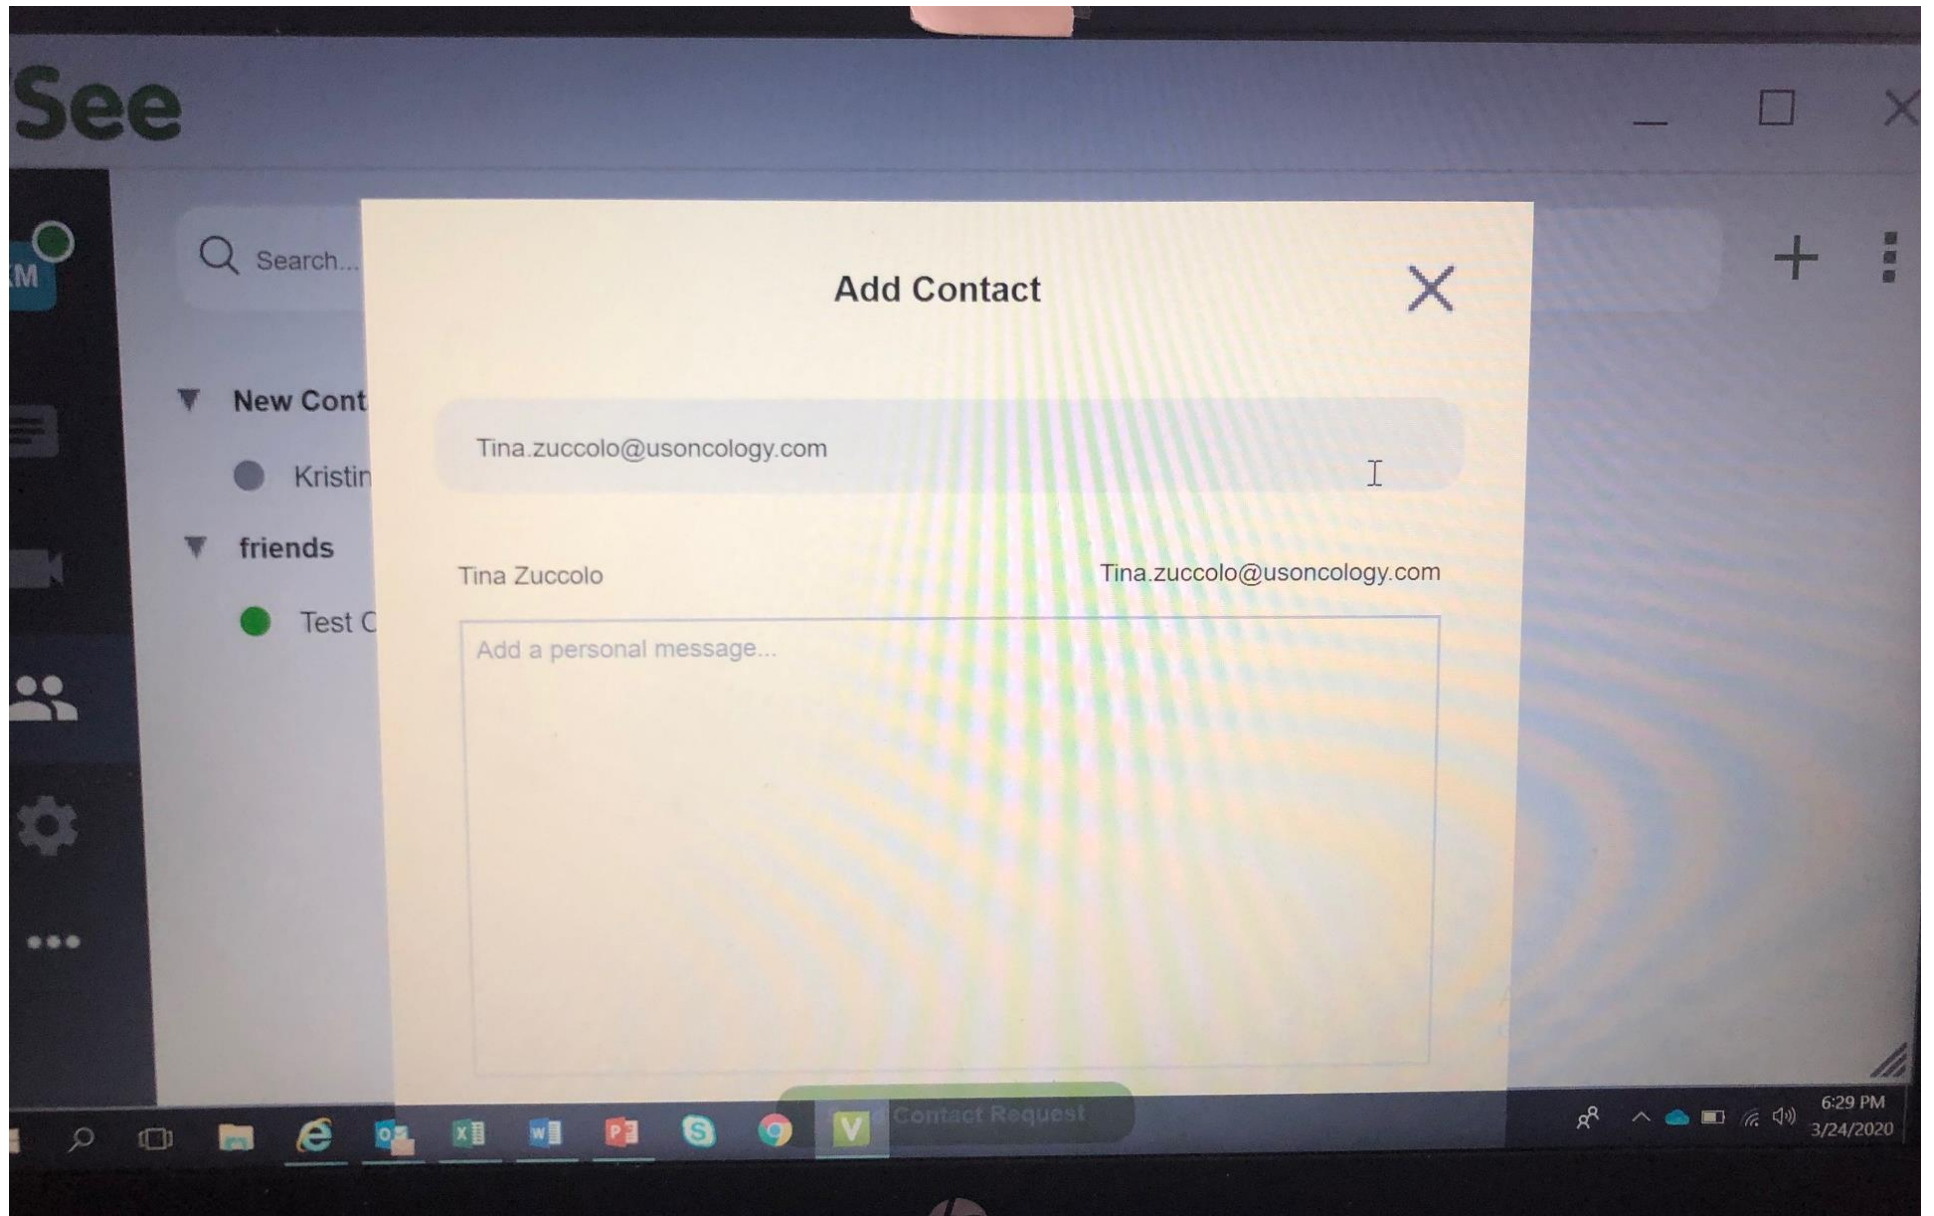 See
KM
Search...
Add Contact
New Cont
Tina.zuccolo@usoncology.com
Kristin
friends
Tina Zuccolo
Tina.zuccolo@usoncology.com
Test C
Add a personal message...
Contact Request
6:29 PM
3/24/2020